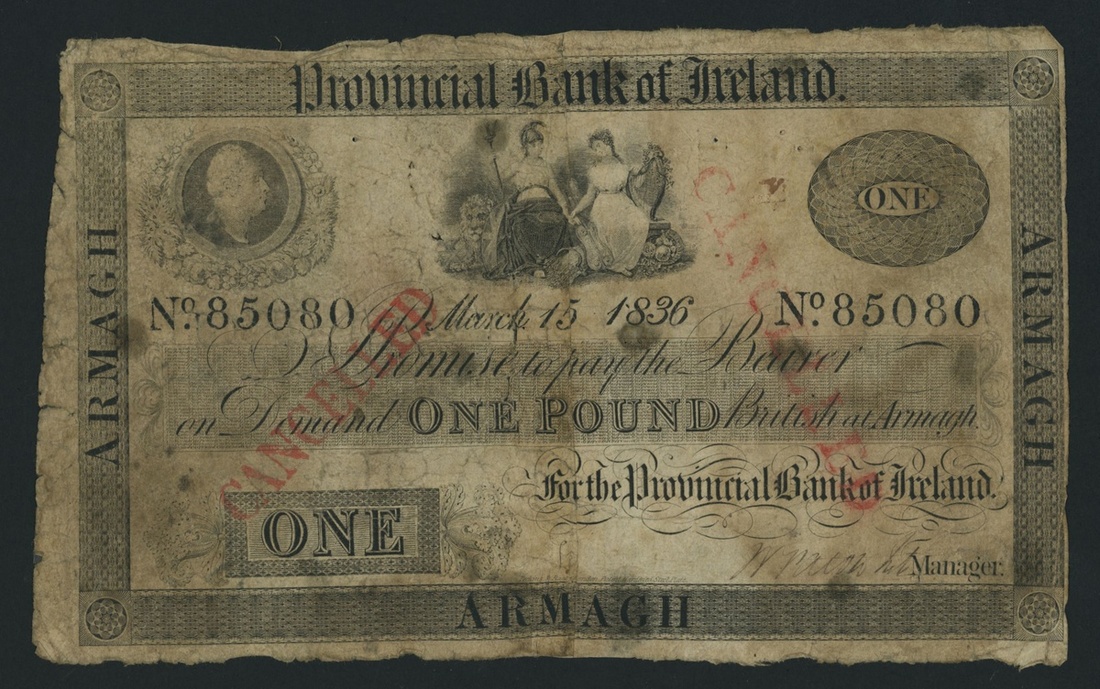 Provincial Bank of Ireland.
ONE
ARMAGH
ARMAGH
No. 85080 March 15 1836 No. 85080
I Promise to pay the Bearer
on Demand ONE POUND British at Armagh.
CANCELLED
CANCELLED
For the Provincial Bank of Ireland.
ONE
Manager.
ARMAGH